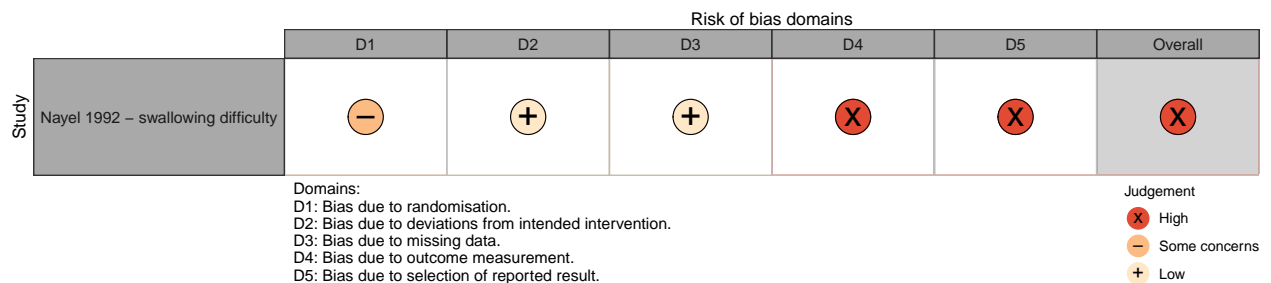 Risk of bias domains
D1 D2 D3 D4 D5 Overall
Study
Nayel 1992 − swallowing difficulty − + + X X X
Domains:
D1: Bias due to randomisation.
D2: Bias due to deviations from intended intervention.
D3: Bias due to missing data.
D4: Bias due to outcome measurement.
D5: Bias due to selection of reported result.
Judgement
X High
− Some concerns
+ Low